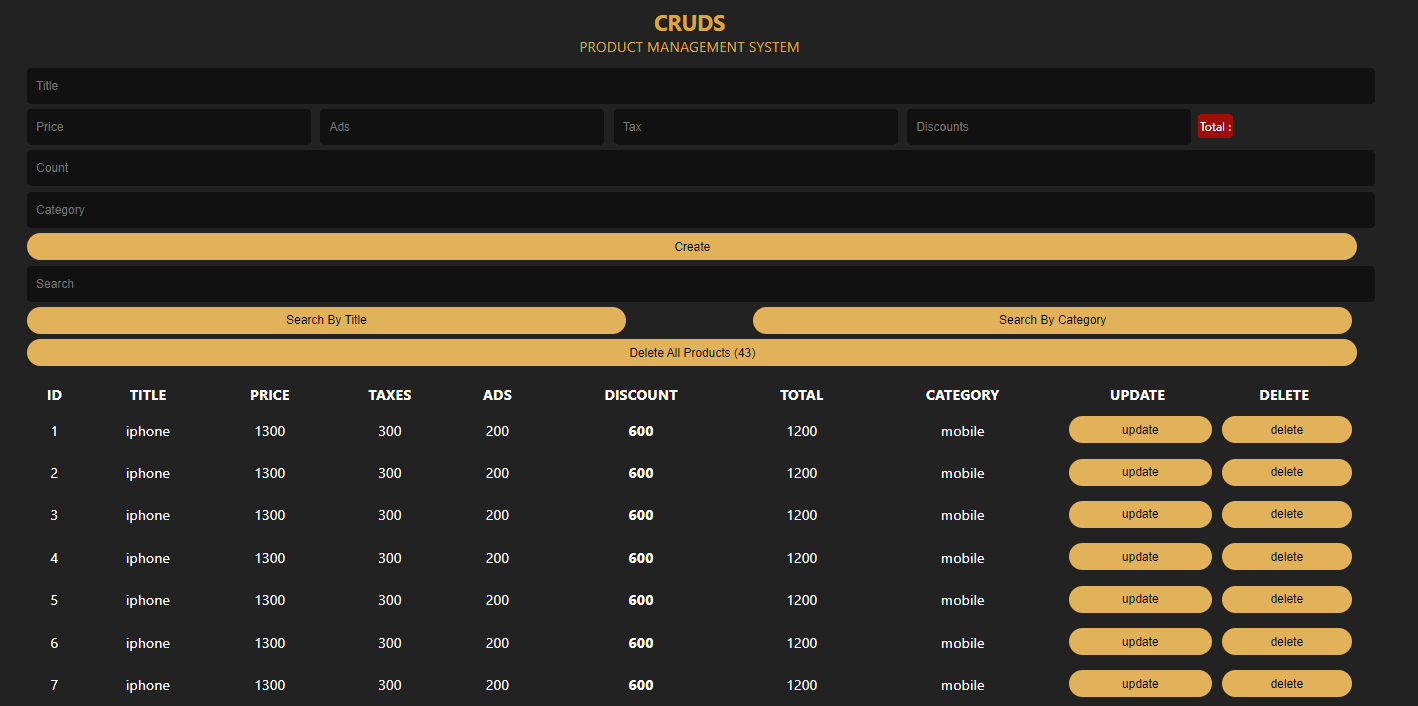 CRUDS
PRODUCT MANAGEMENT SYSTEM
Title
Price Ads Tax Discounts Total :
Count
Category
Create
Search
Search By Title Search By Category
Delete All Products (43)
ID TITLE PRICE TAXES ADS DISCOUNT TOTAL CATEGORY UPDATE DELETE
1 iphone 1300 300 200 600 1200 mobile update delete
2 iphone 1300 300 200 600 1200 mobile update delete
3 iphone 1300 300 200 600 1200 mobile update delete
4 iphone 1300 300 200 600 1200 mobile update delete
5 iphone 1300 300 200 600 1200 mobile update delete
6 iphone 1300 300 200 600 1200 mobile update delete
7 iphone 1300 300 200 600 1200 mobile update delete